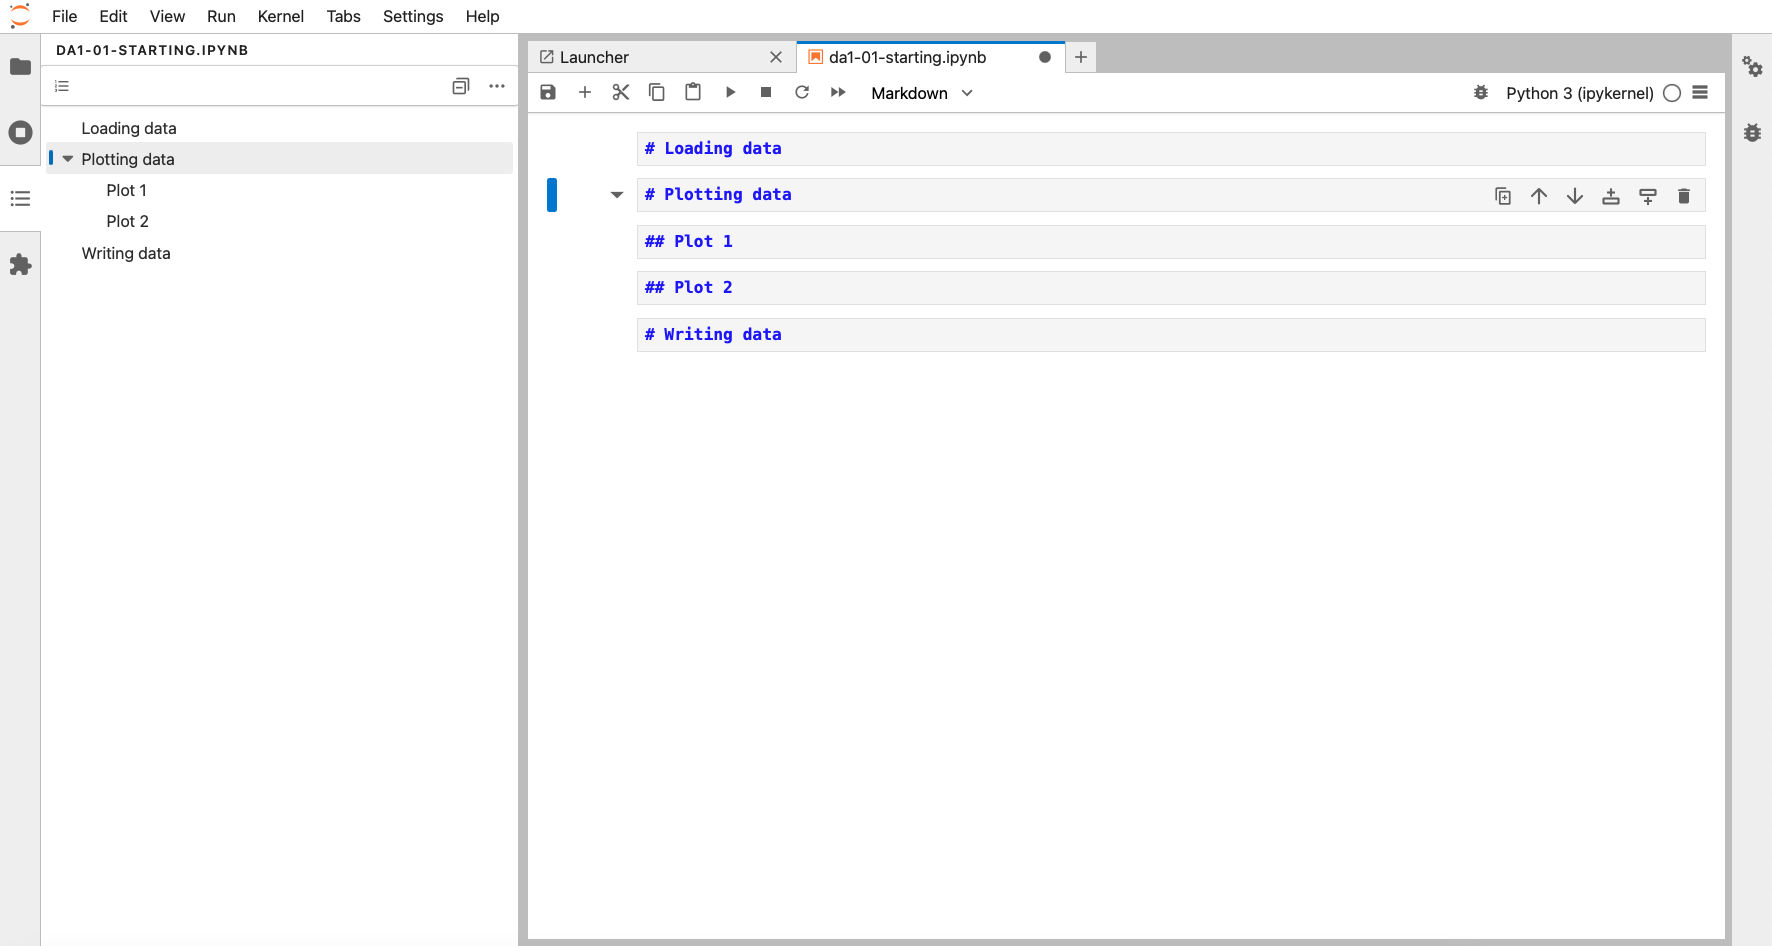 File Edit View Run Kernel Tabs Settings Help
DA1-01-STARTING.IPYNB
Loading data
Plotting data
Plot 1
Plot 2
Writing data
Launcher
da1-01-starting.ipynb
Markdown
Python 3 (ipykernel)
# Loading data
# Plotting data
## Plot 1
## Plot 2
# Writing data